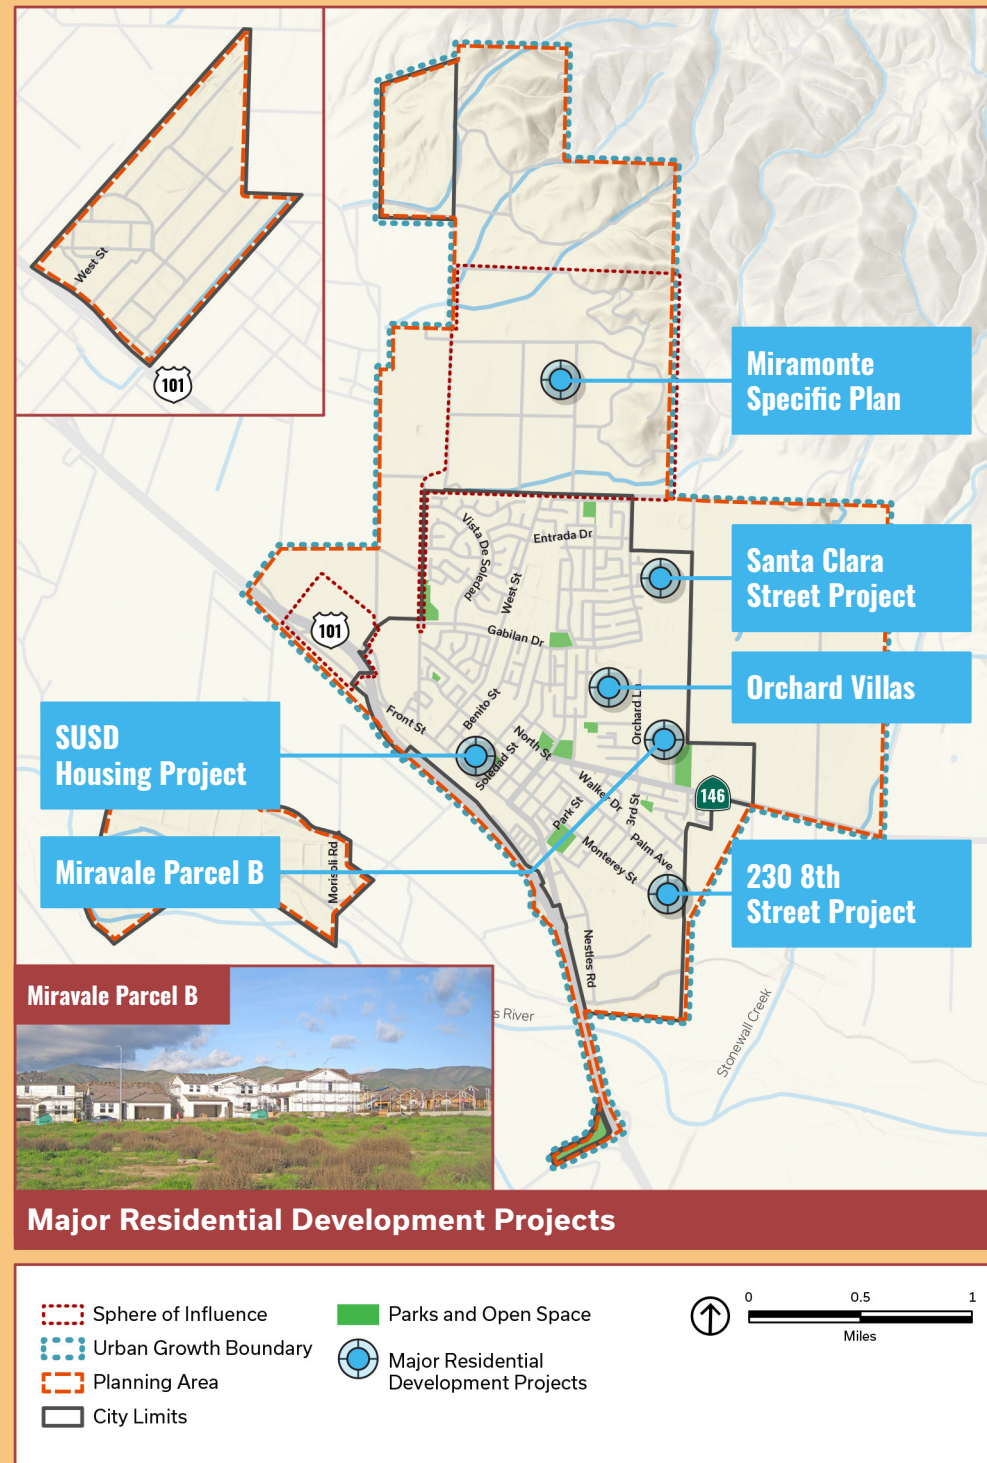 West St
101
Miramonte
Specific Plan
Entrada Dr
Vista De Soledad
West St
Santa Clara
Street Project
101
Gabilan Dr
Orchard Villas
Orchard Ln
Benito St
Front St
SUSD
Housing Project
North St
Soledad St
Walker Dr
146
3rd St
Park St
Palm Ave
Monterey St
Miravale Parcel B
Morisoli Rd
230 8th
Street Project
Nestles Rd
Miravale Parcel B
s River
Stonewall Creek
Major Residential Development Projects
Sphere of Influence
Urban Growth Boundary
Planning Area
City Limits
Parks and Open Space
Major Residential
Development Projects
0 0.5 1
Miles